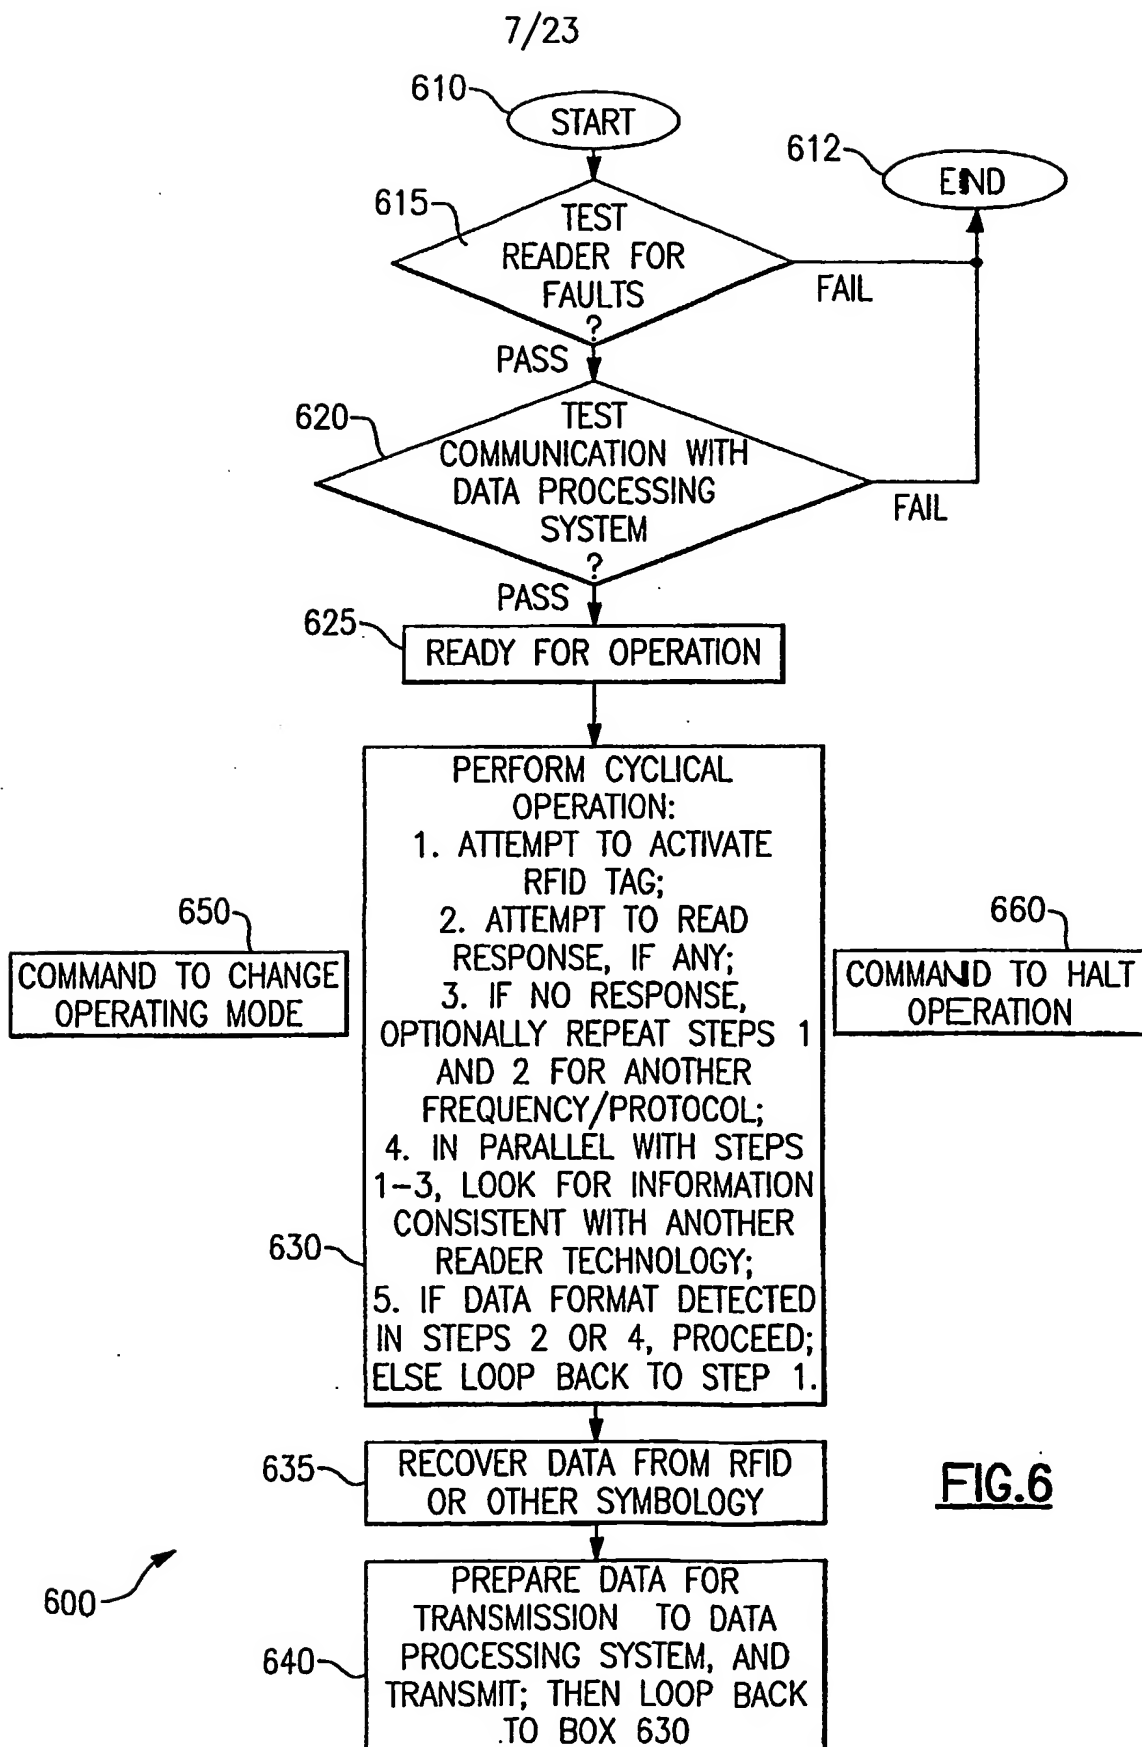 7/23
610
START
612
END
615
TEST
READER FOR
FAULTS
?
FAIL
PASS
620
TEST
COMMUNICATION WITH
DATA PROCESSING
SYSTEM
?
FAIL
PASS
625
READY FOR OPERATION
PERFORM CYCLICAL
OPERATION:
1. ATTEMPT TO ACTIVATE
RFID TAG;
2. ATTEMPT TO READ
RESPONSE, IF ANY;
3. IF NO RESPONSE,
OPTIONALLY REPEAT STEPS 1
AND 2 FOR ANOTHER
FREQUENCY/PROTOCOL;
4. IN PARALLEL WITH STEPS
1-3, LOOK FOR INFORMATION
CONSISTENT WITH ANOTHER
READER TECHNOLOGY;
5. IF DATA FORMAT DETECTED
IN STEPS 2 OR 4, PROCEED;
ELSE LOOP BACK TO STEP 1.
630
650
COMMAND TO CHANGE
OPERATING MODE
660
COMMAND TO HALT
OPERATION
635
RECOVER DATA FROM RFID
OR OTHER SYMBOLOGY
FIG.6
600
640
PREPARE DATA FOR
TRANSMISSION TO DATA
PROCESSING SYSTEM, AND
TRANSMIT; THEN LOOP BACK
TO BOX 630